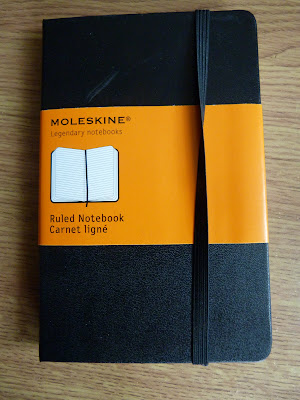 MOLESKINE®
Legendary notebooks
Ruled Notebook
Carnet ligné